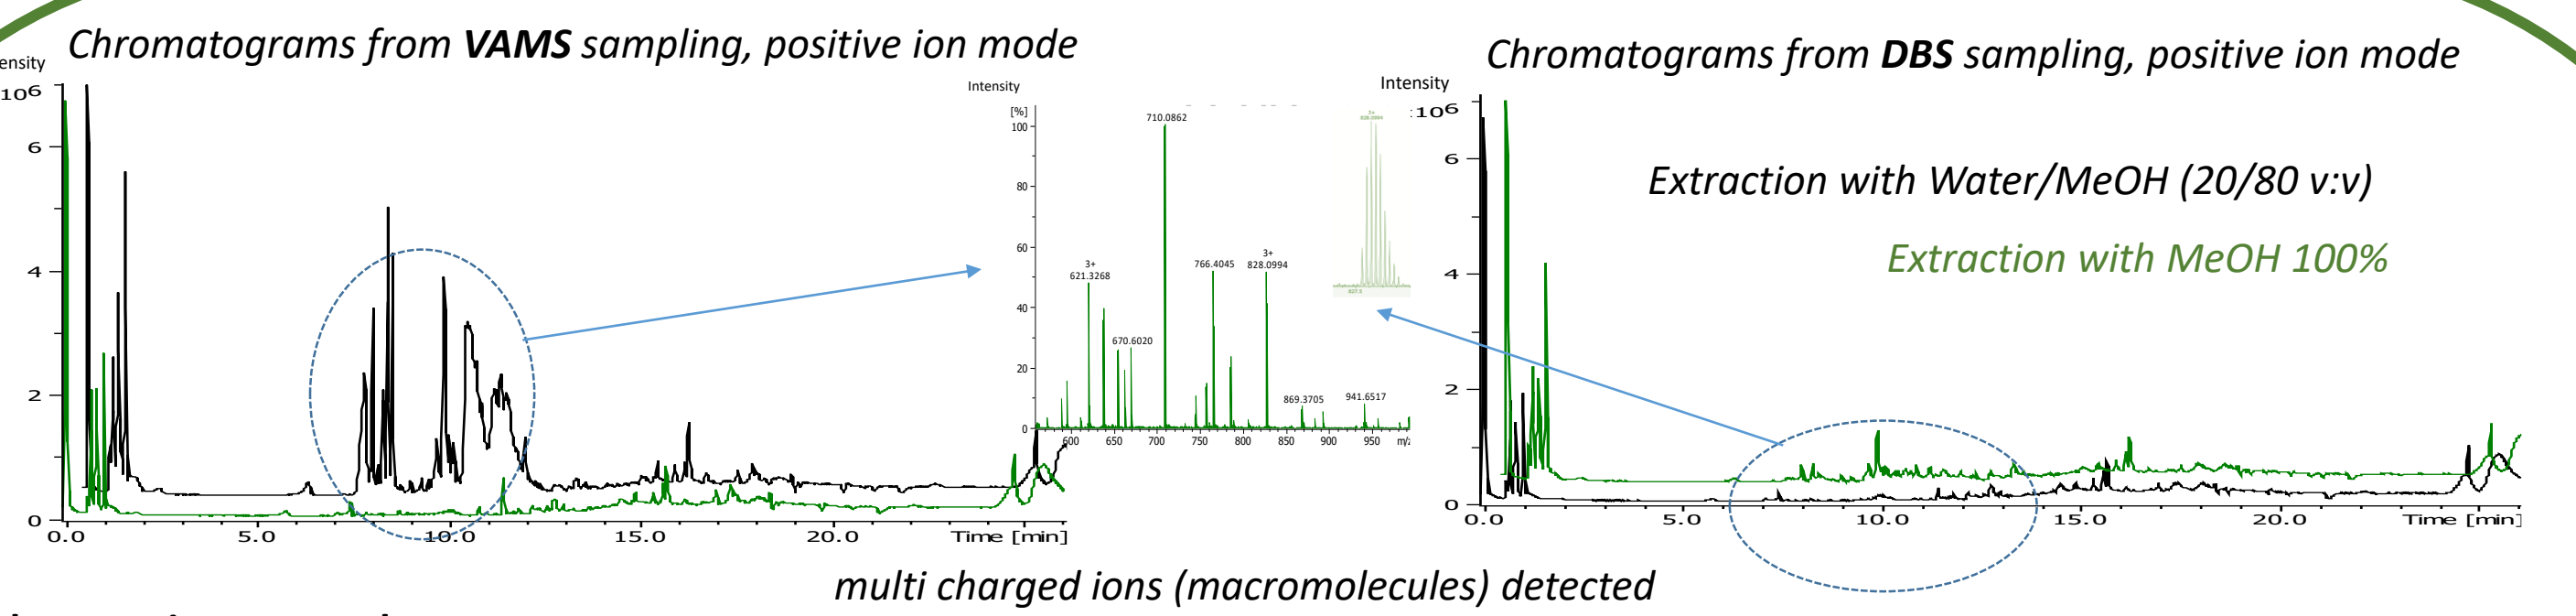 Chromatograms from VAMS sampling, positive ion mode
Chromatograms from DBS sampling, positive ion mode
ensity
10⁶
6
4
2
0
0.0 5.0 10.0 15.0 20.0 Time [min]
Intensity
[%]
100
80
60
40
20
0
710.0862
3+
621.3268
670.6020
766.4045
3+
828.0994
869.3705
941.6517
600 650 700 750 800 850 900 950 m/z
3+
828.0994
827.5
Intensity
:10⁶
6
4
2
0
Extraction with Water/MeOH (20/80 v:v)
Extraction with MeOH 100%
0.0 5.0 10.0 15.0 20.0 Time [min]
multi charged ions (macromolecules) detected